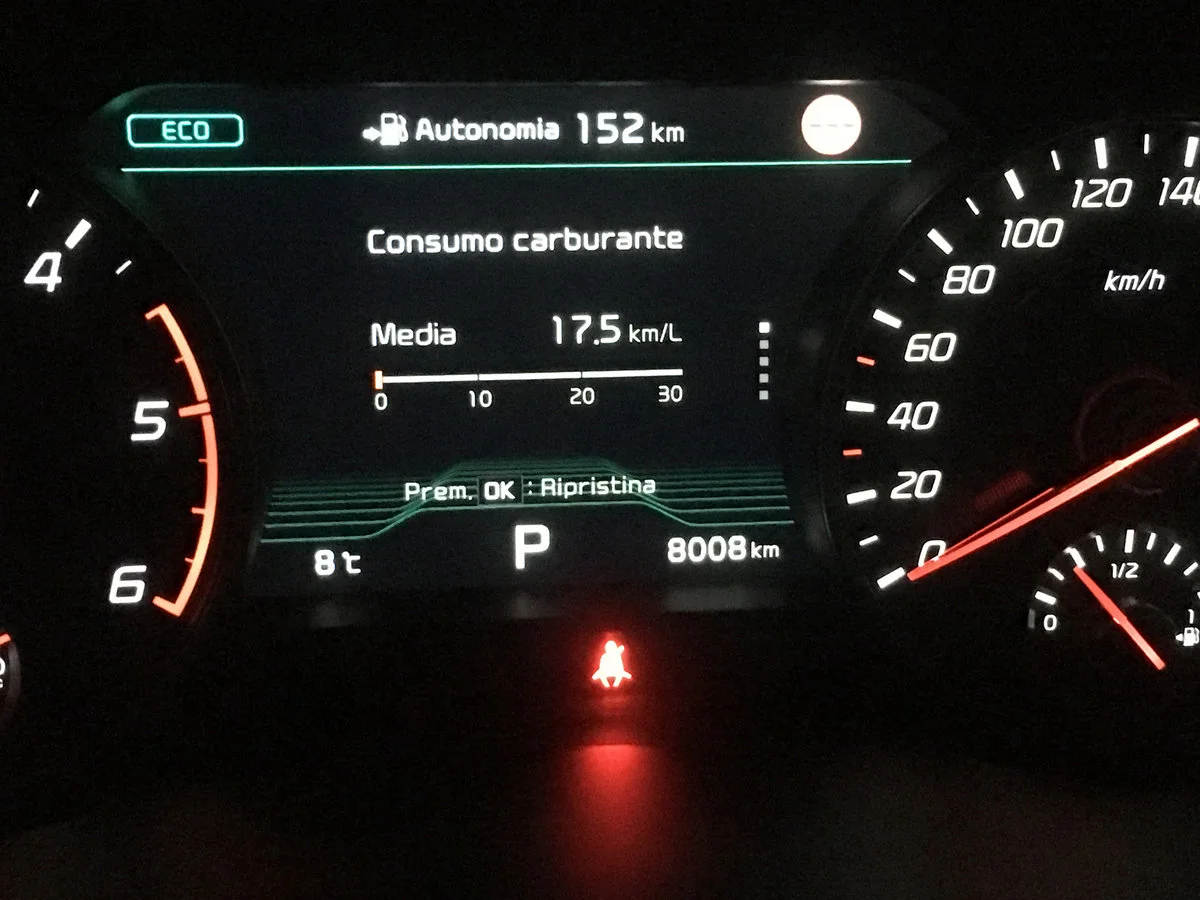 ECO
Autonomia 152 km
---
Consumo carburante
Media 17.5 km/L
0 10 20 30
Prem. OK : Ripristina
8℃
P
8008 km
4
5
6
0
20
40
60
80
100
120
km/h
0
1/2
1